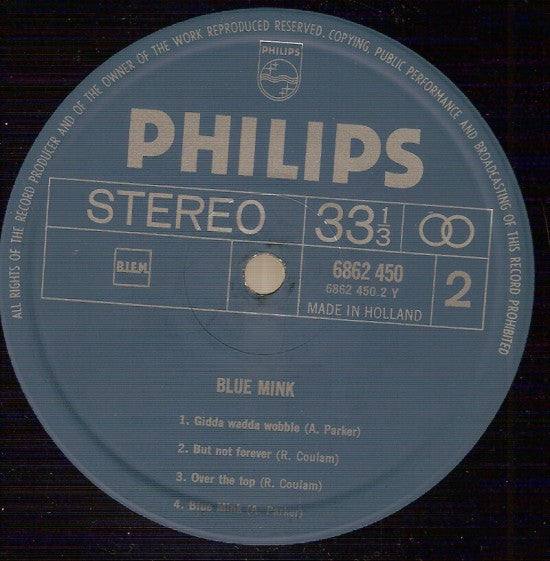 ALL RIGHTS OF THE RECORD PRODUCER AND OF THE OWNER OF THE WORK REPRODUCED RESERVED. COPYING, PUBLIC PERFORMANCE AND BROADCASTING OF THIS RECORD PROHIBITED
PHILIPS
PHILIPS
STEREO 33 1/3
B.I.E.M. 6862 450 2
6862 450.2 Y
MADE IN HOLLAND
BLUE MINK
1. Gidda wadda wobble (A. Parker)
2. But not forever (R. Coulam)
3. Over the top (R. Coulam)
4. Blue Mink (A. Parker)